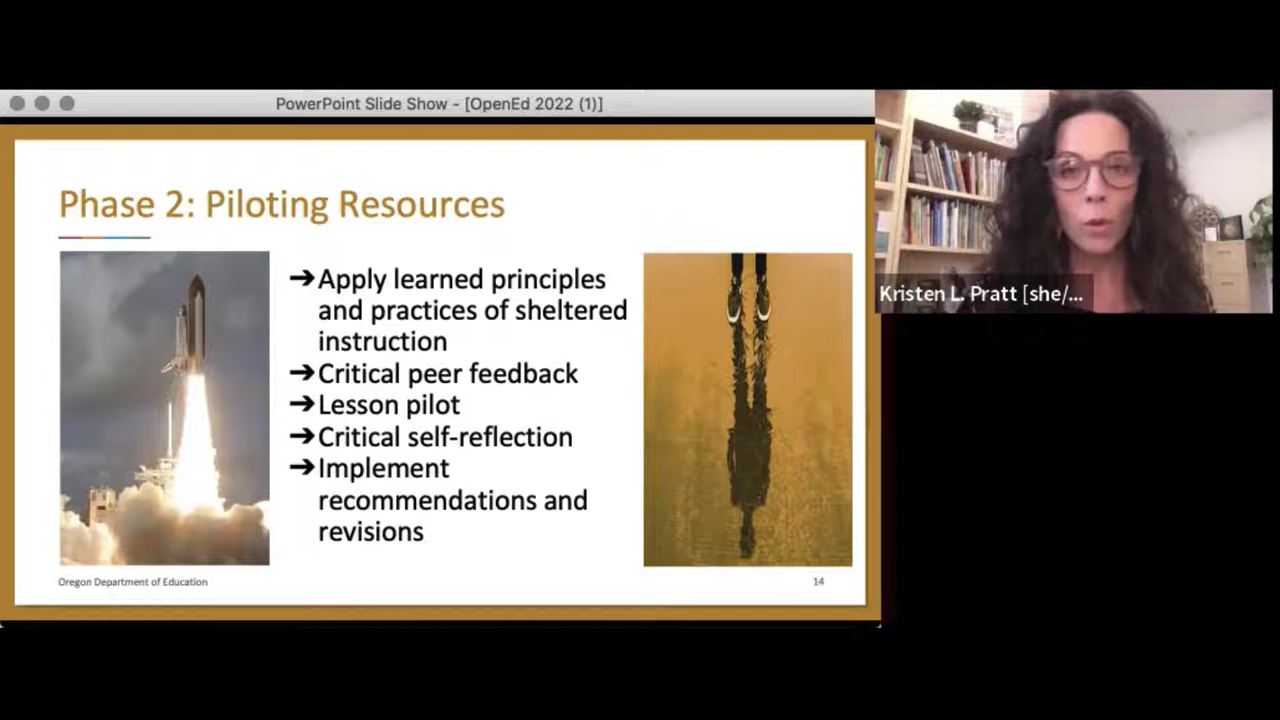 PowerPoint Slide Show - [OpenEd 2022 (1)]
Phase 2: Piloting Resources
➔Apply learned principles
and practices of sheltered
instruction
➔Critical peer feedback
➔Lesson pilot
➔Critical self-reflection
➔Implement
recommendations and
revisions
Oregon Department of Education
14
Kristen L. Pratt [she/...